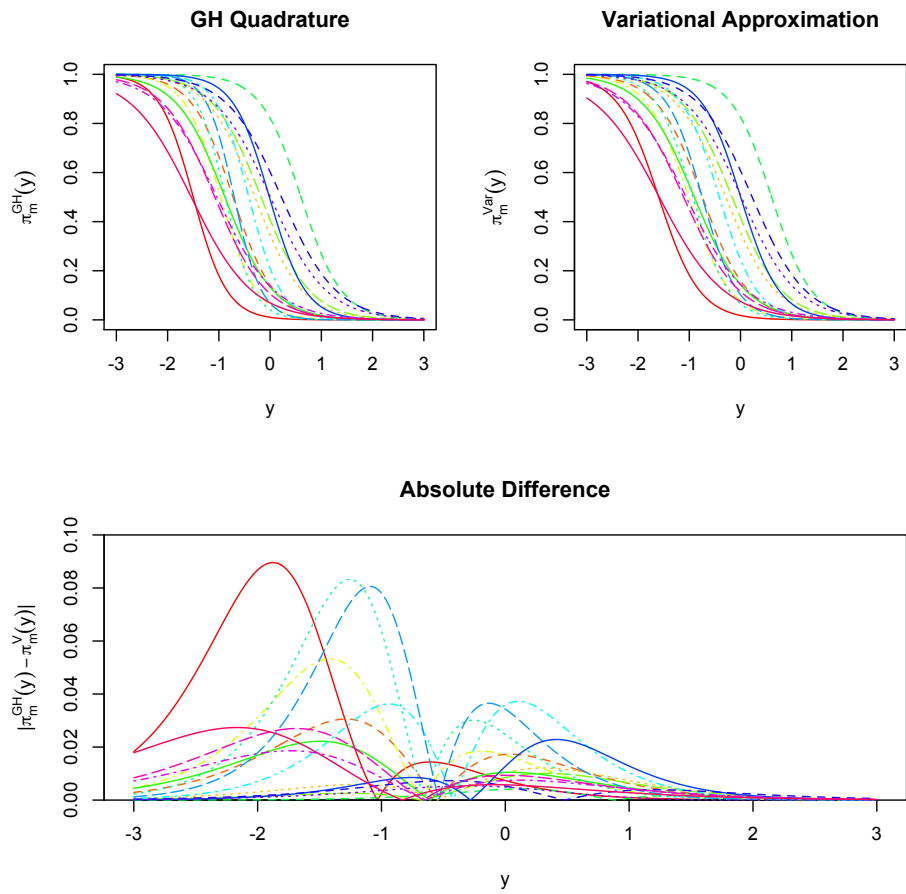 GH Quadrature
π_m^GH(y)
0.0 0.2 0.4 0.6 0.8 1.0
-3 -2 -1 0 1 2 3
y
Variational Approximation
π_m^Var(y)
0.0 0.2 0.4 0.6 0.8 1.0
-3 -2 -1 0 1 2 3
y
Absolute Difference
|π_m^GH(y) − π_m^V(y)|
0.00 0.02 0.04 0.06 0.08 0.10
-3 -2 -1 0 1 2 3
y